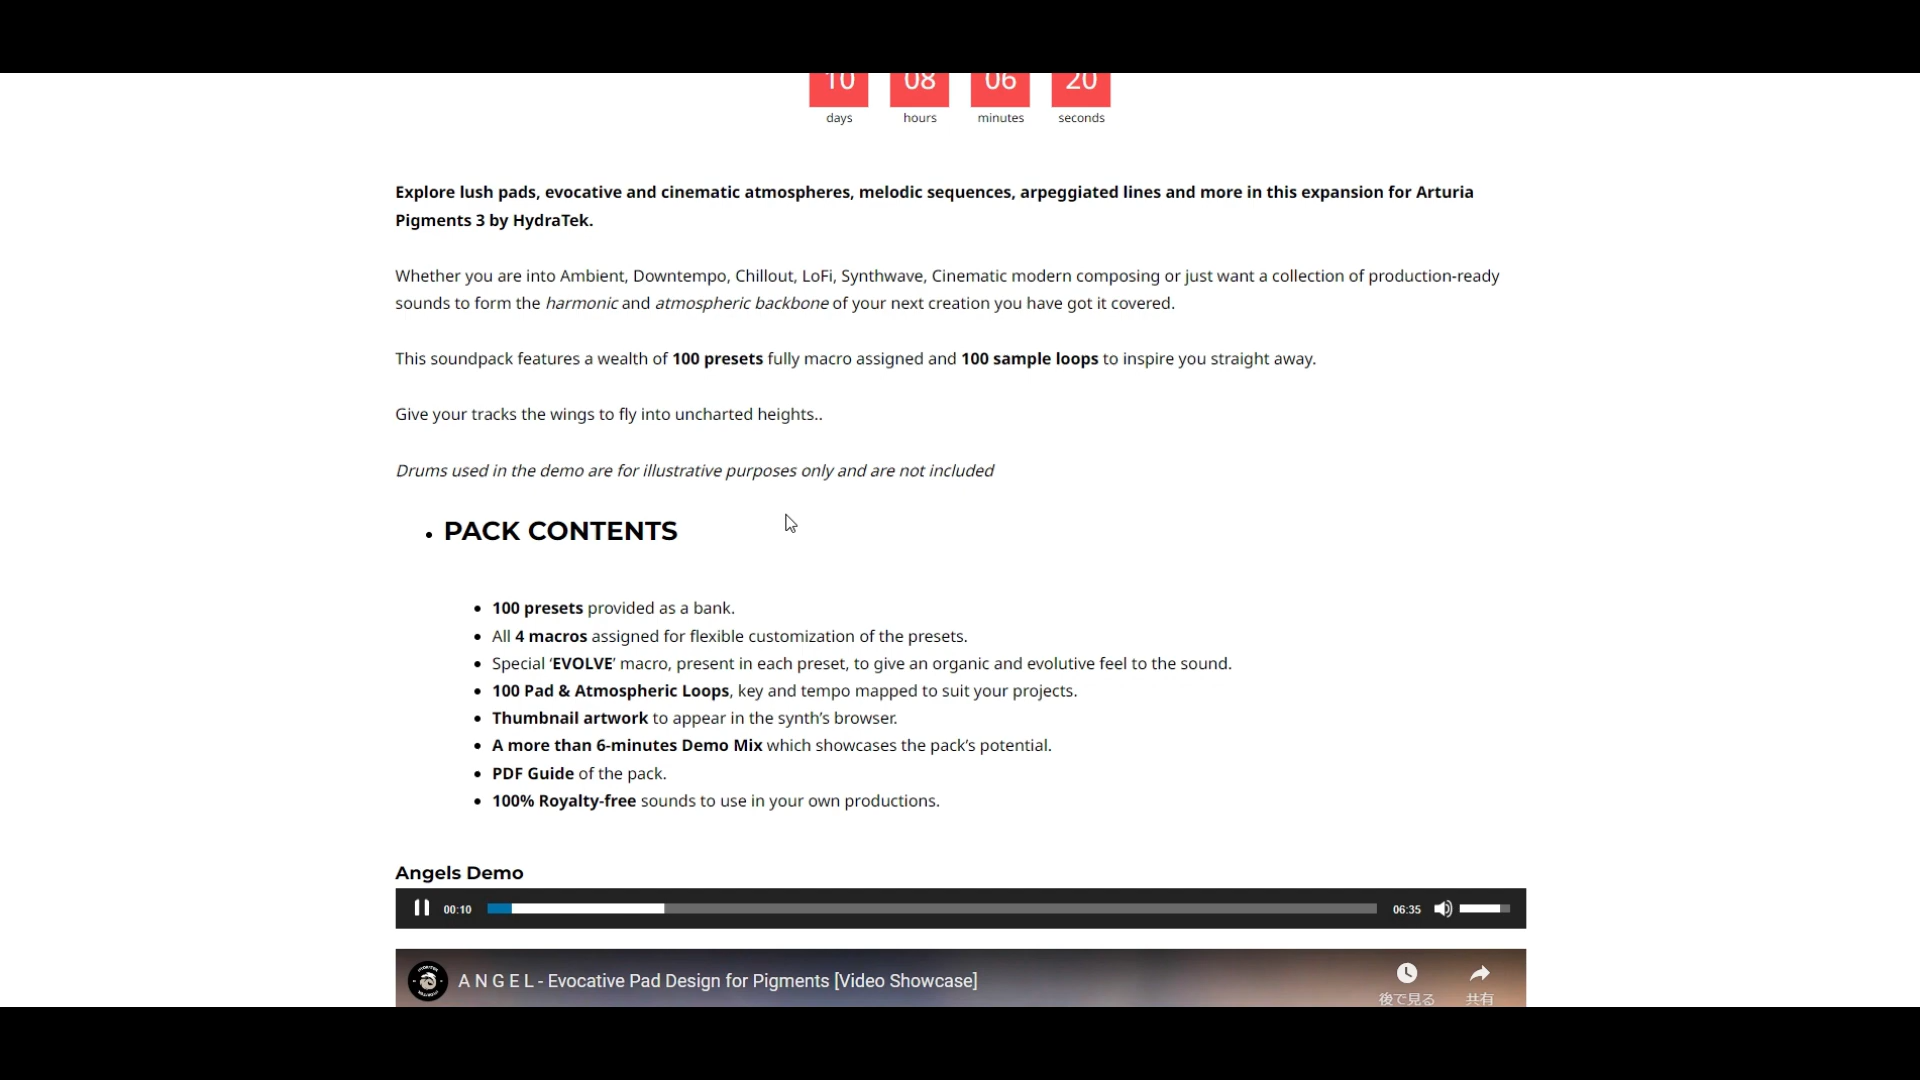 10 08 06 20
days hours minutes seconds
Explore lush pads, evocative and cinematic atmospheres, melodic sequences, arpeggiated lines and more in this expansion for Arturia
Pigments 3 by HydraTek.
Whether you are into Ambient, Downtempo, Chillout, LoFi, Synthwave, Cinematic modern composing or just want a collection of production-ready
sounds to form the harmonic and atmospheric backbone of your next creation you have got it covered.
This soundpack features a wealth of 100 presets fully macro assigned and 100 sample loops to inspire you straight away.
Give your tracks the wings to fly into uncharted heights..
Drums used in the demo are for illustrative purposes only and are not included
• PACK CONTENTS
• 100 presets provided as a bank.
• All 4 macros assigned for flexible customization of the presets.
• Special ‘EVOLVE’ macro, present in each preset, to give an organic and evolutive feel to the sound.
• 100 Pad & Atmospheric Loops, key and tempo mapped to suit your projects.
• Thumbnail artwork to appear in the synth’s browser.
• A more than 6-minutes Demo Mix which showcases the pack’s potential.
• PDF Guide of the pack.
• 100% Royalty-free sounds to use in your own productions.
Angels Demo
00:10 06:35
A N G E L - Evocative Pad Design for Pigments [Video Showcase]
後で見る 共有